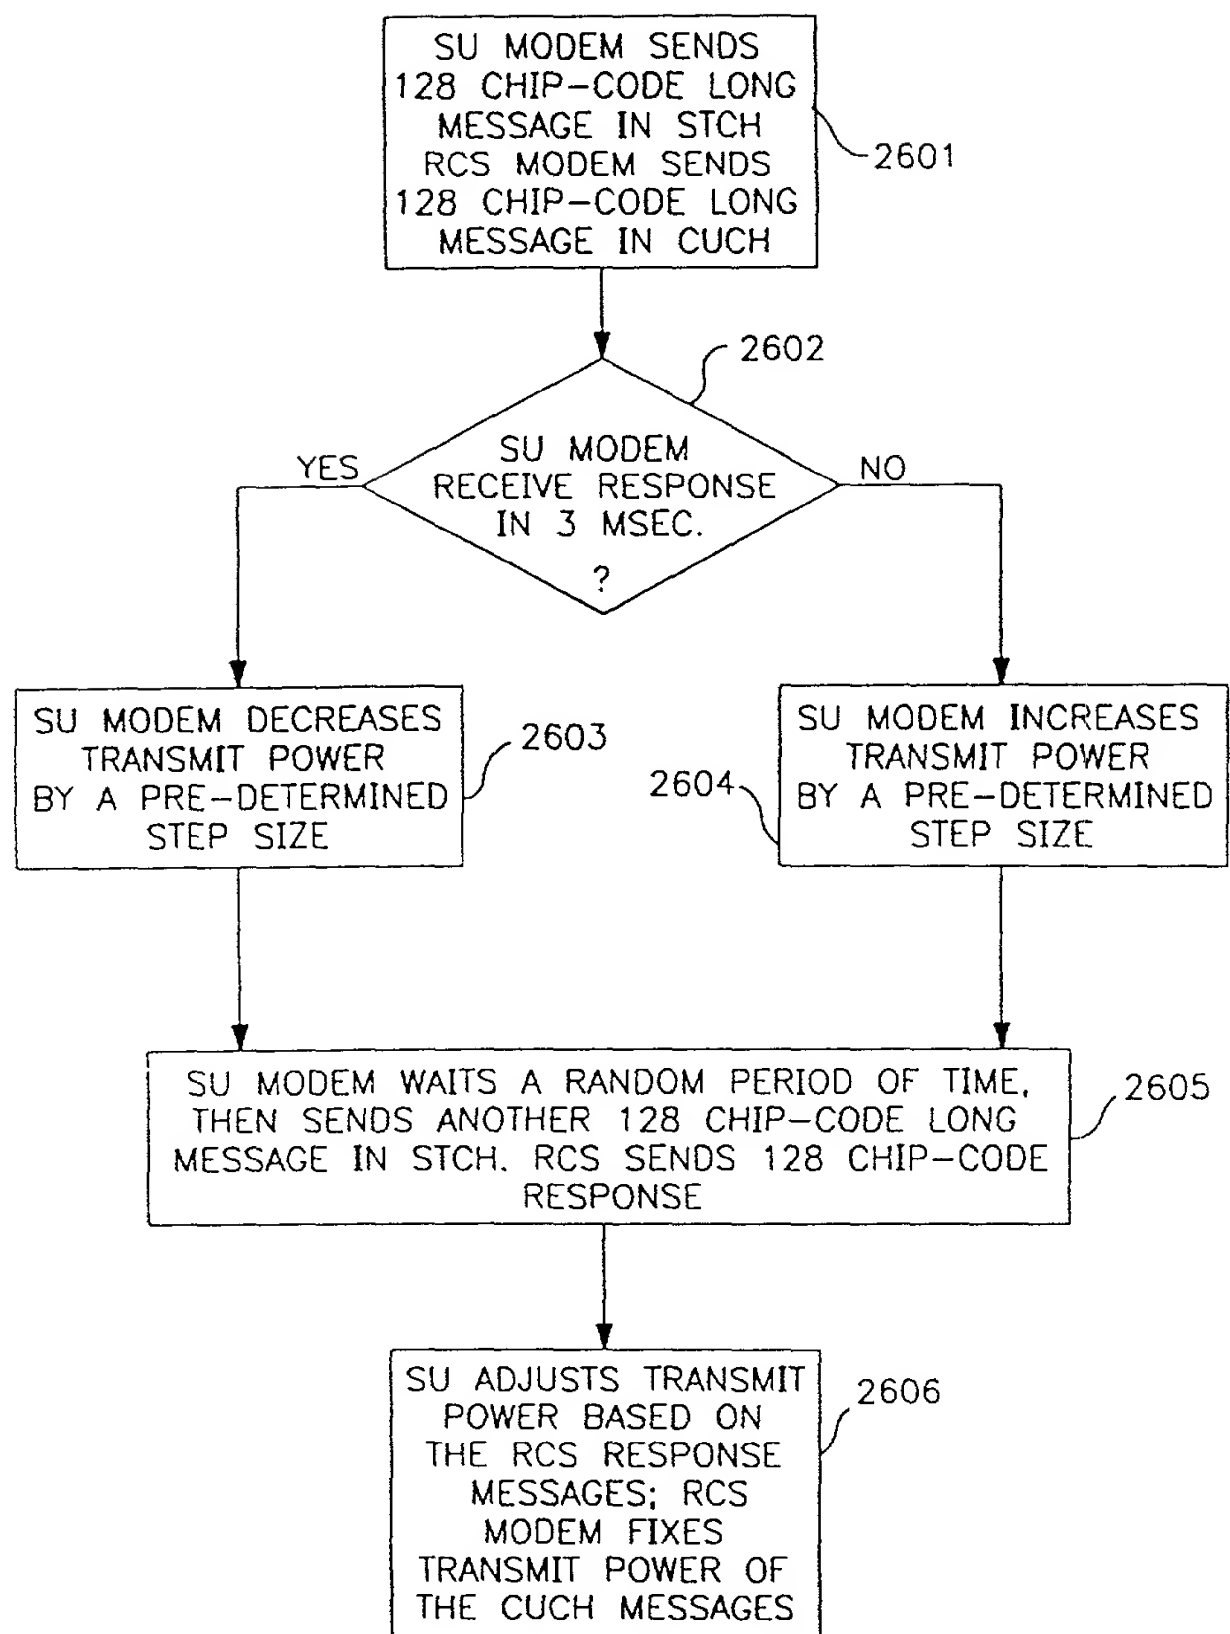 SU MODEM SENDS
128 CHIP-CODE LONG
MESSAGE IN STCH
RCS MODEM SENDS
128 CHIP-CODE LONG
MESSAGE IN CUCH
2601
2602
SU MODEM
RECEIVE RESPONSE
IN 3 MSEC.
?
YES
NO
SU MODEM DECREASES
TRANSMIT POWER
BY A PRE-DETERMINED
STEP SIZE
2603
SU MODEM INCREASES
TRANSMIT POWER
BY A PRE-DETERMINED
STEP SIZE
2604
SU MODEM WAITS A RANDOM PERIOD OF TIME,
THEN SENDS ANOTHER 128 CHIP-CODE LONG
MESSAGE IN STCH. RCS SENDS 128 CHIP-CODE
RESPONSE
2605
SU ADJUSTS TRANSMIT
POWER BASED ON
THE RCS RESPONSE
MESSAGES; RCS
MODEM FIXES
TRANSMIT POWER OF
THE CUCH MESSAGES
2606